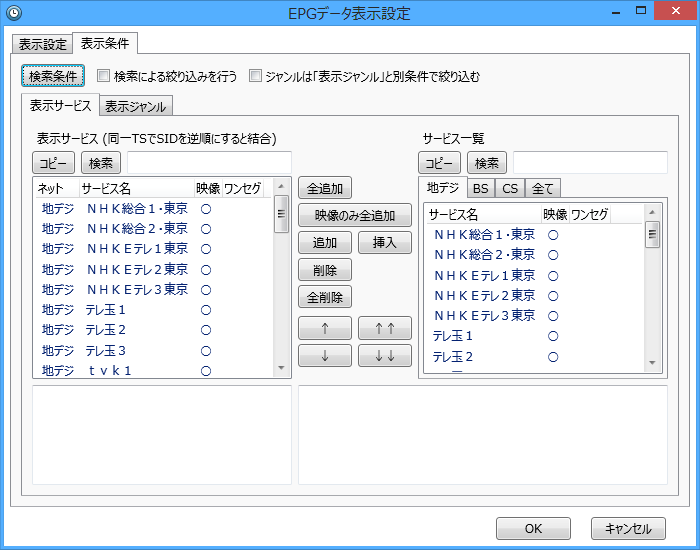 EPGデータ表示設定
表示設定 表示条件
検索条件 検索による絞り込みを行う ジャンルは「表示ジャンル」と別条件で絞り込む
表示サービス 表示ジャンル
表示サービス (同一TSでSIDを逆順にすると結合)
コピー 検索
ネット サービス名 映像 ワンセグ
地デジ ＮＨＫ総合１・東京 ○
地デジ ＮＨＫ総合２・東京 ○
地デジ ＮＨＫＥテレ１東京 ○
地デジ ＮＨＫＥテレ２東京 ○
地デジ ＮＨＫＥテレ３東京 ○
地デジ テレ玉１ ○
地デジ テレ玉２ ○
地デジ テレ玉３ ○
地デジ ｔｖｋ１ ○
全追加
映像のみ全追加
追加 挿入
削除
全削除
↑ ↑↑
↓ ↓↓
サービス一覧
コピー 検索
地デジ BS CS 全て
サービス名 映像 ワンセグ
ＮＨＫ総合１・東京 ○
ＮＨＫ総合２・東京 ○
ＮＨＫＥテレ１東京 ○
ＮＨＫＥテレ２東京 ○
ＮＨＫＥテレ３東京 ○
テレ玉１ ○
テレ玉２ ○
OK キャンセル